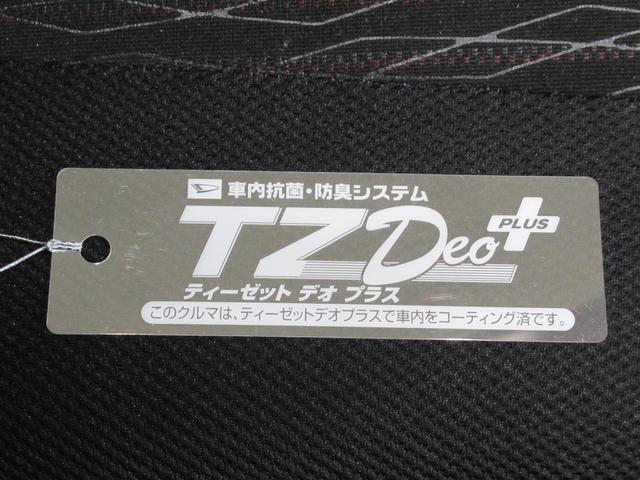 車内抗菌・防臭システム
TZ Deo PLUS
ティーゼット デオ プラス
このクルマは、ティーゼットデオプラスで車内をコーティング済です。